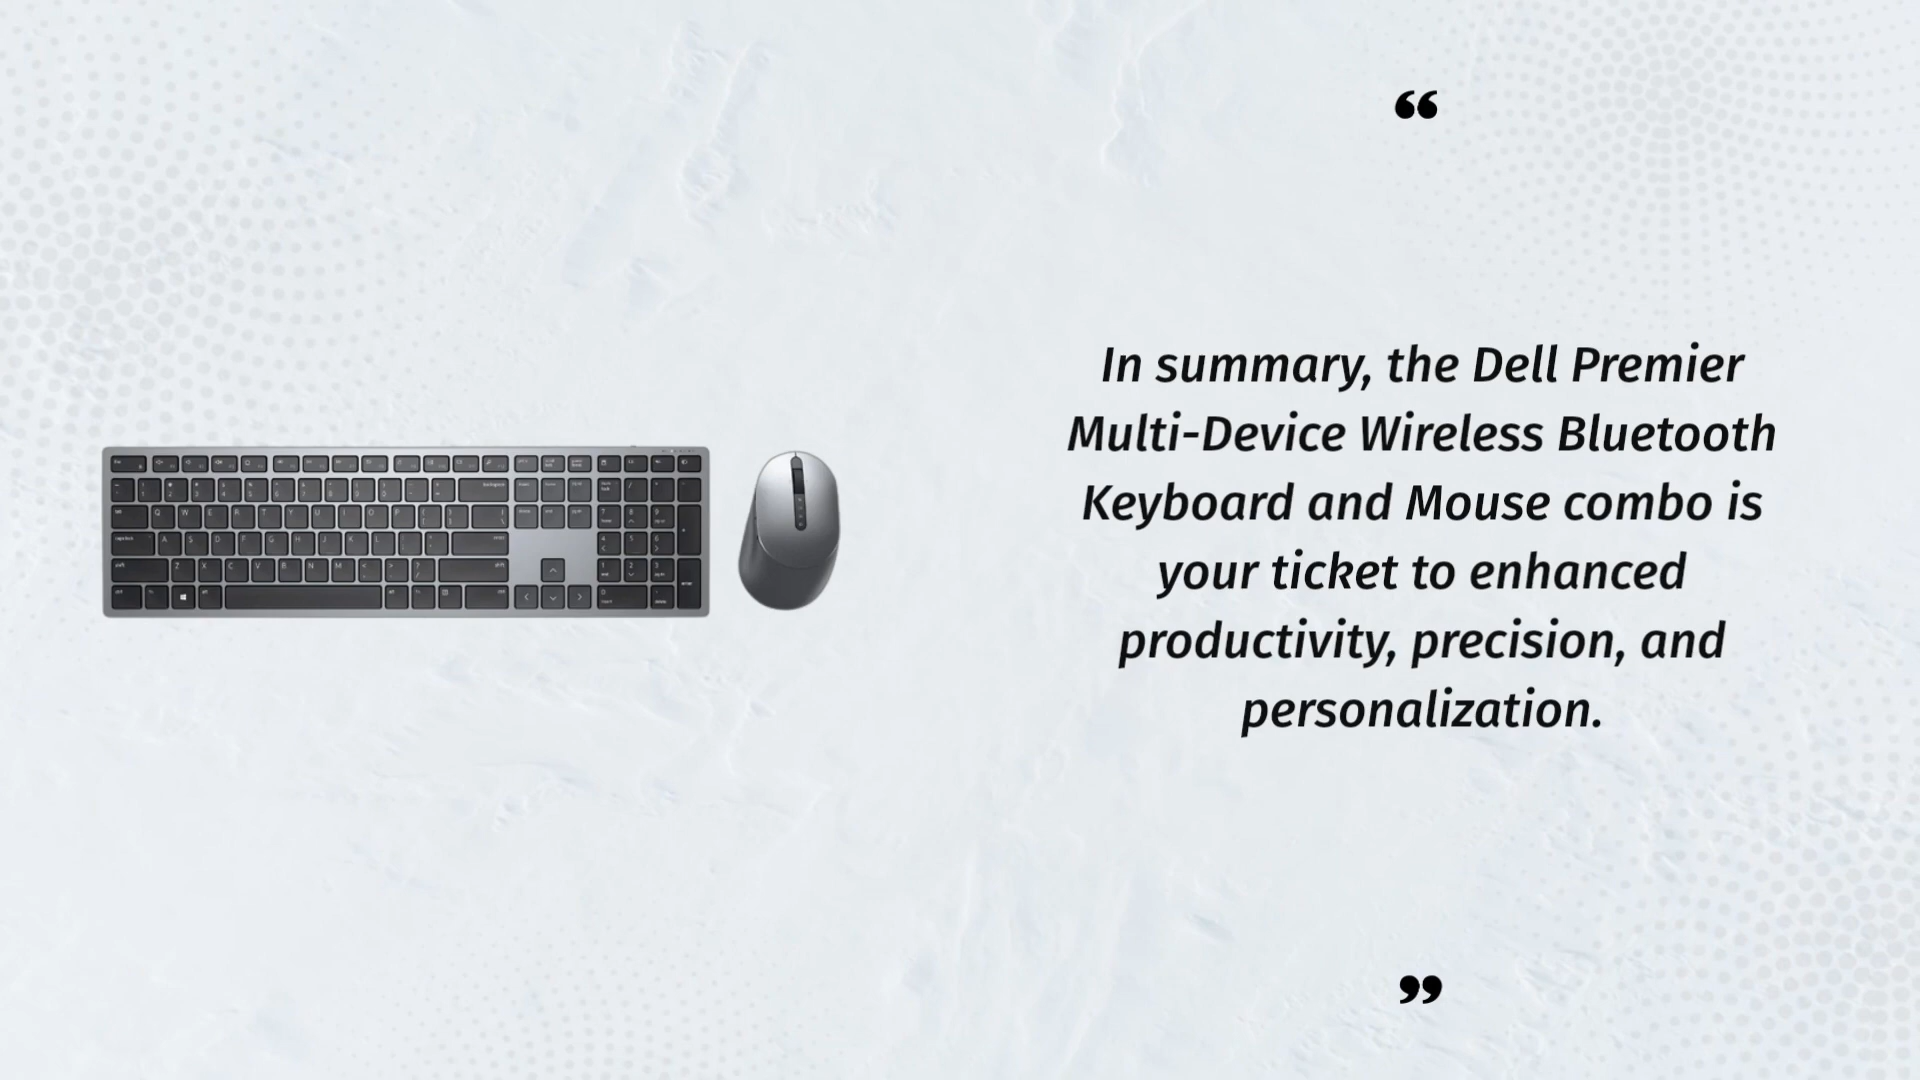 “
In summary, the Dell Premier
Multi-Device Wireless Bluetooth
Keyboard and Mouse combo is
your ticket to enhanced
productivity, precision, and
personalization.
”